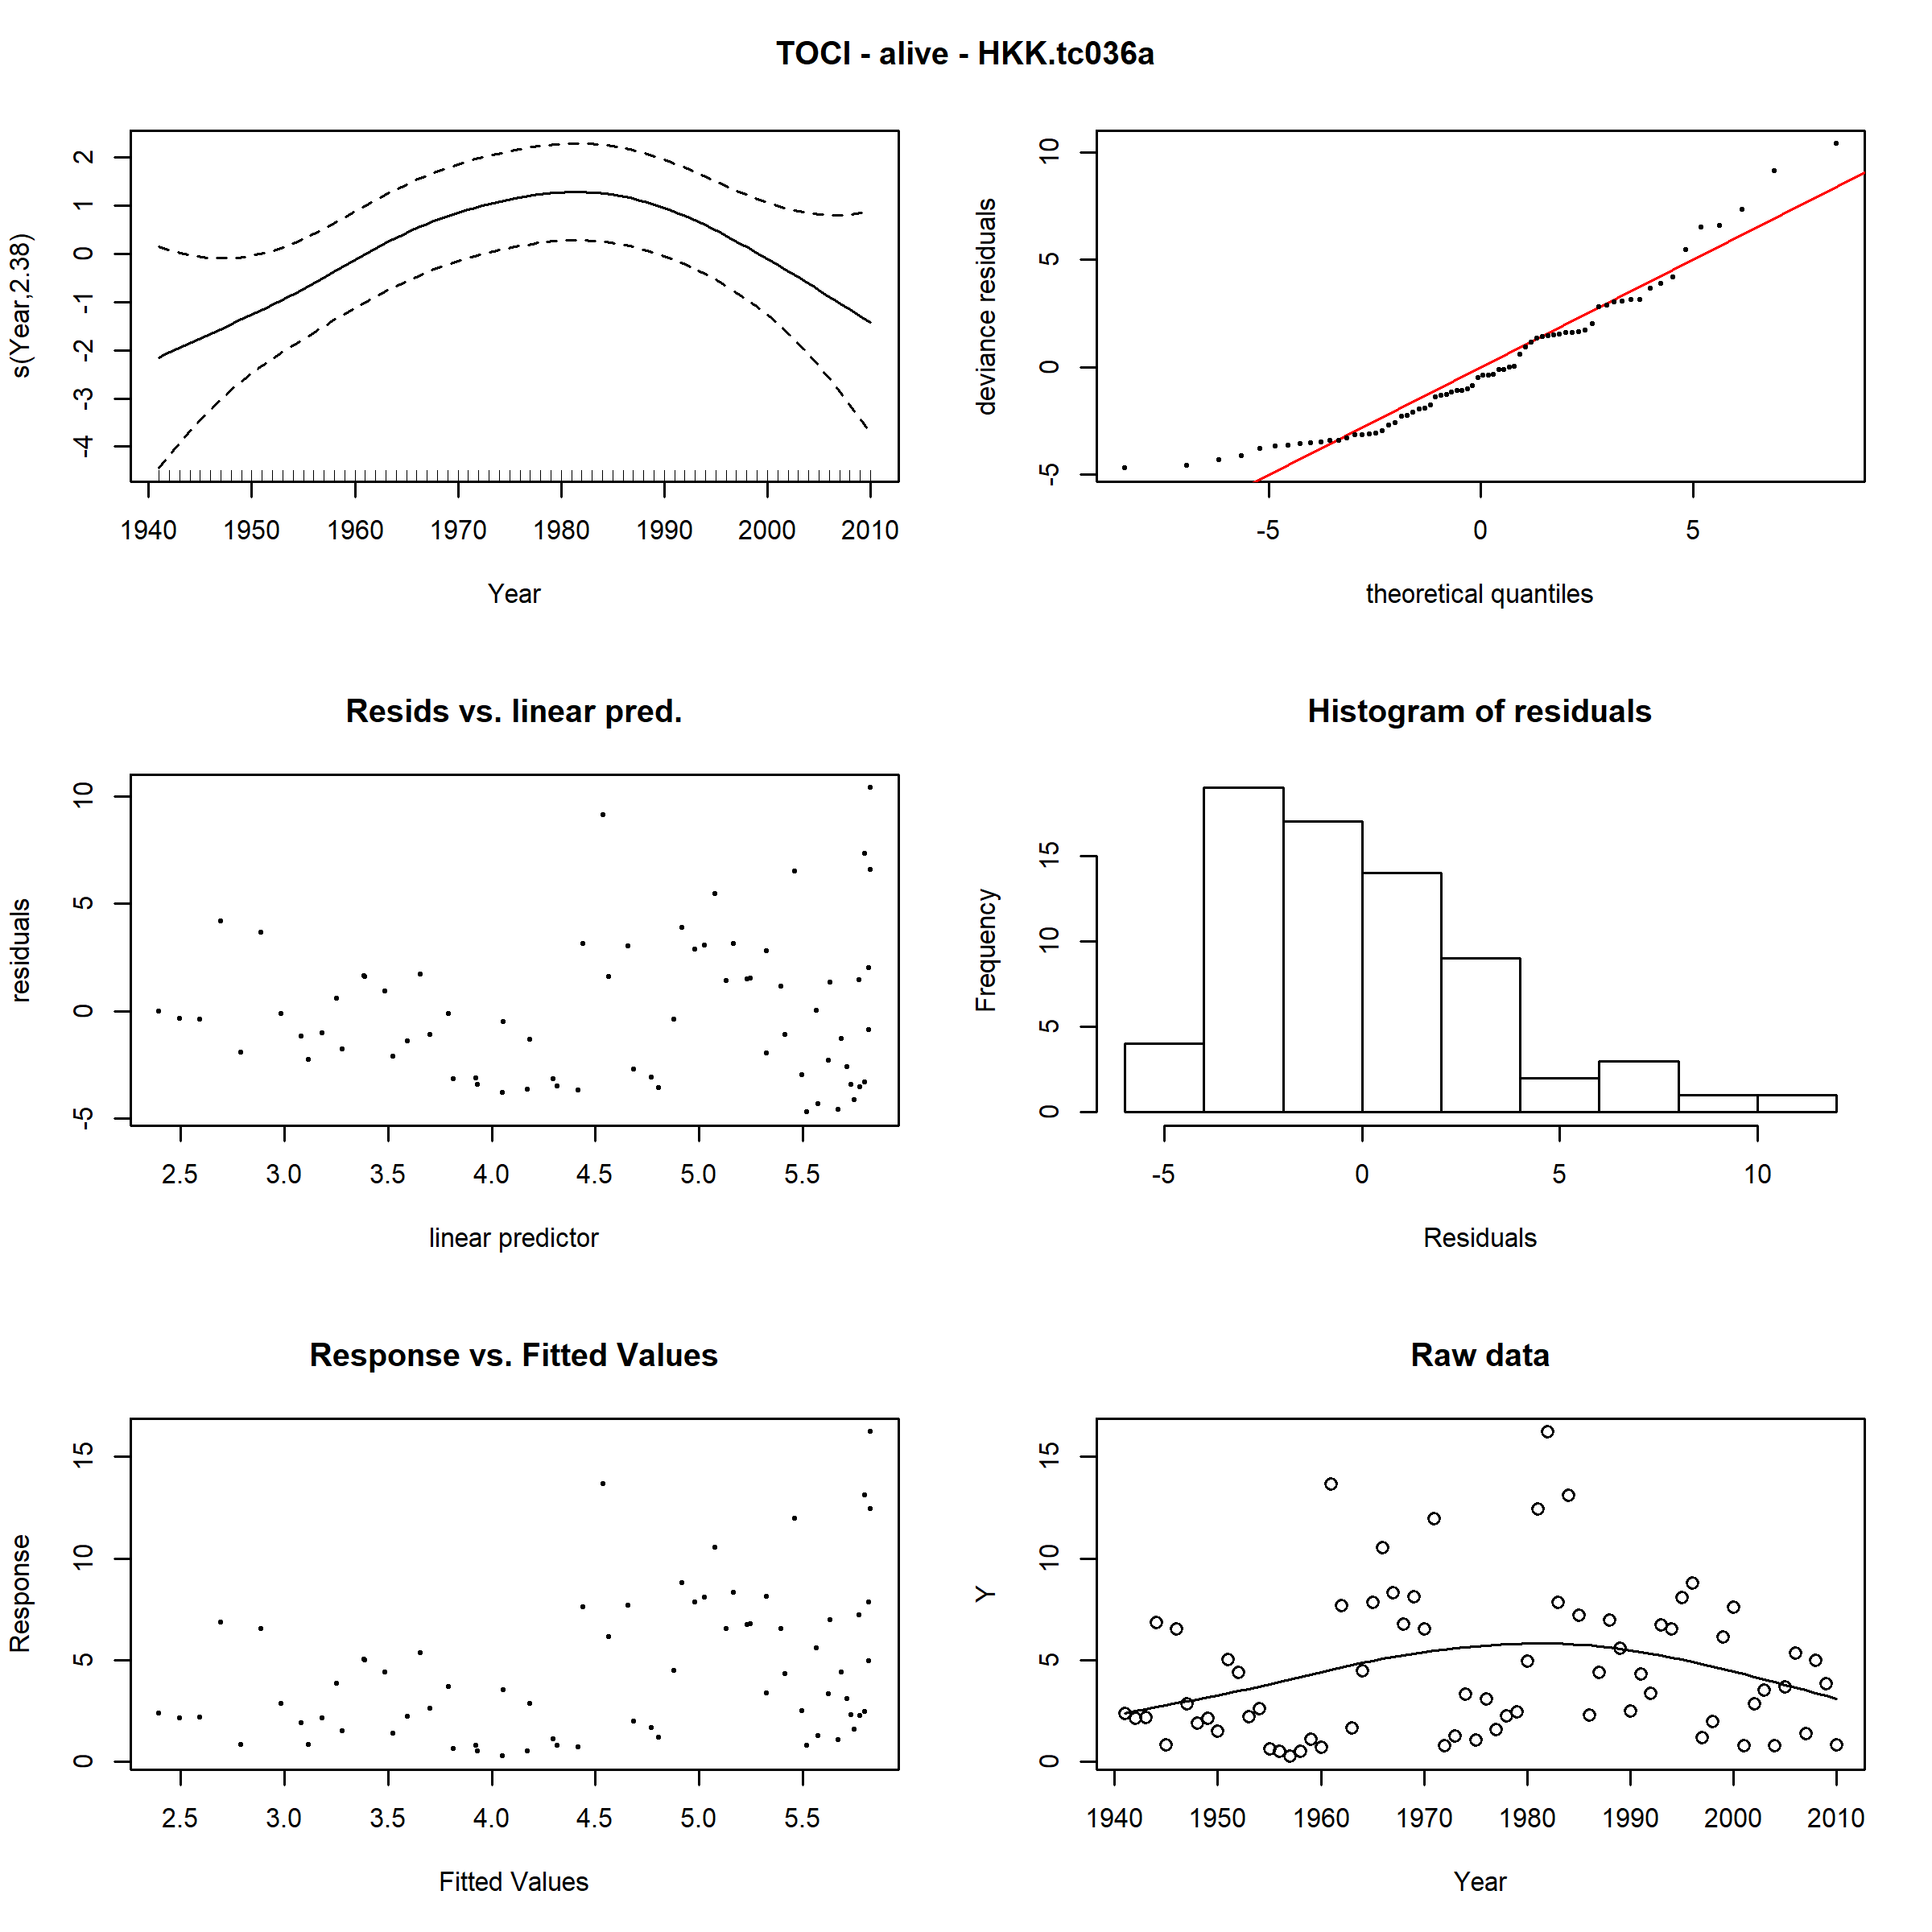 TOCI - alive - HKK.tc036a
s(Year,2.38)
2
1
0
-1
-2
-3
-4
1940 1950 1960 1970 1980 1990 2000 2010
Year
deviance residuals
10
5
0
-5
-5 0 5
theoretical quantiles
Resids vs. linear pred.
residuals
10
5
0
-5
2.5 3.0 3.5 4.0 4.5 5.0 5.5
linear predictor
Histogram of residuals
Frequency
15
10
5
0
-5 0 5 10
Residuals
Response vs. Fitted Values
Response
15
10
5
0
2.5 3.0 3.5 4.0 4.5 5.0 5.5
Fitted Values
Raw data
Y
15
10
5
0
1940 1950 1960 1970 1980 1990 2000 2010
Year